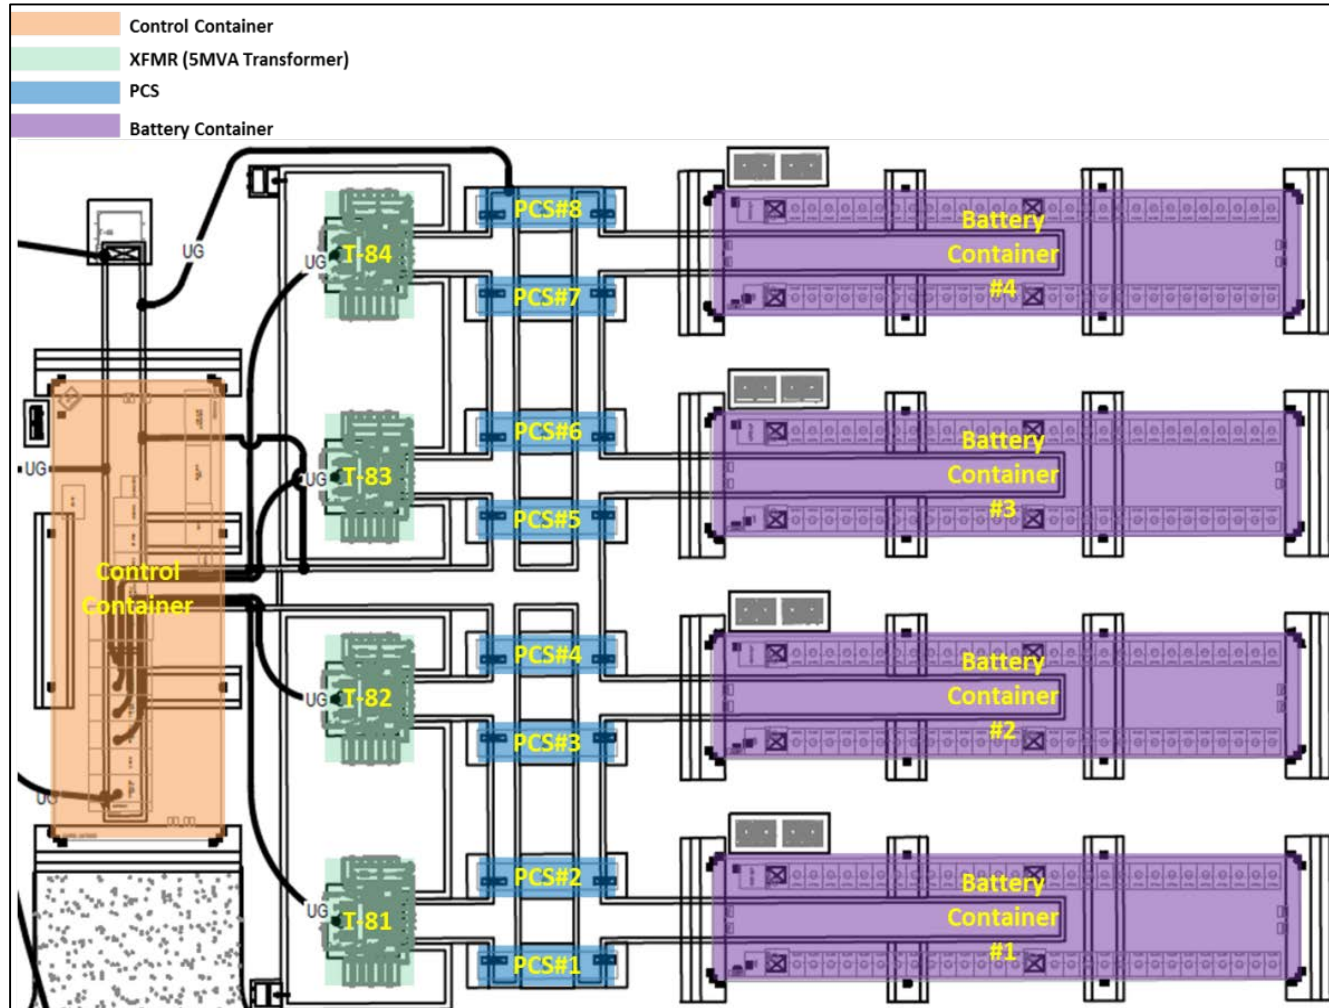 Control Container
XFMR (5MVA Transformer)
PCS
Battery Container
UG
PCS#8
Battery
Container
#4
UG
T-84
PCS#7
PCS#6
Battery
Container
#3
UG
UG
T-83
PCS#5
Control
Container
PCS#4
Battery
Container
#2
UG
T-82
PCS#3
UG
PCS#2
Battery
Container
#1
UG
T-81
PCS#1